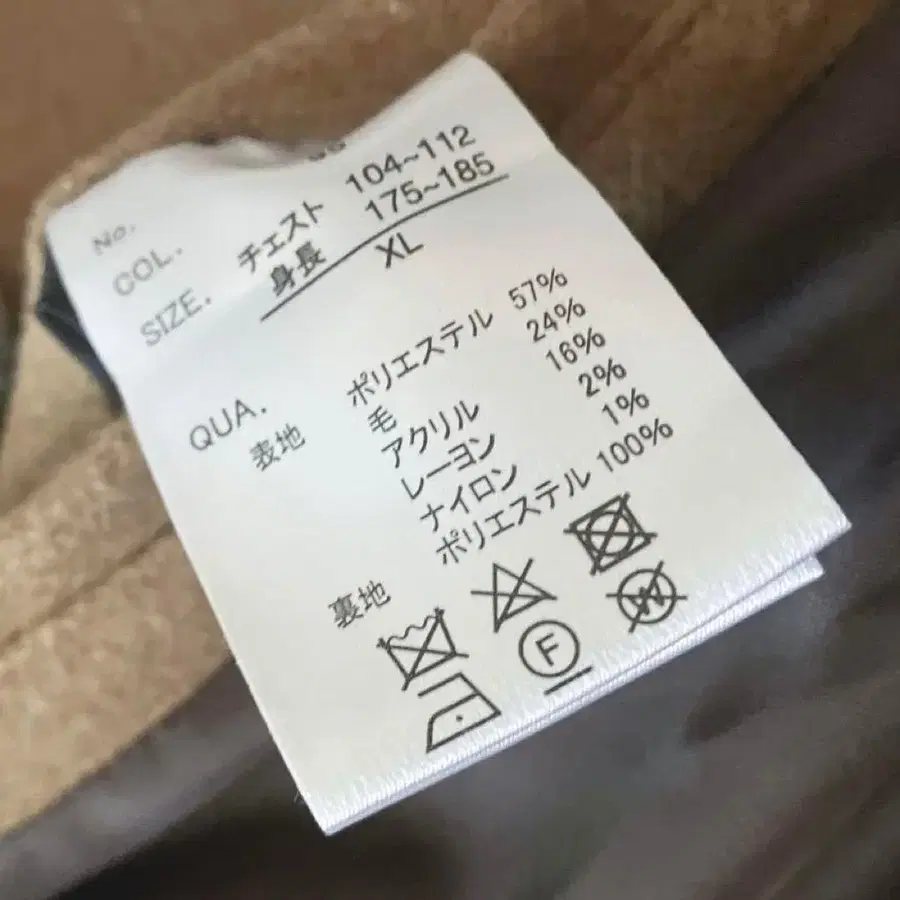 No.
COL.
SIZE. チェスト 104~112
身長 175~185
XL
QUA.
表地 ポリエステル 57%
毛 24%
アクリル 16%
レーヨン 2%
ナイロン 1%
裏地 ポリエステル 100%
F W